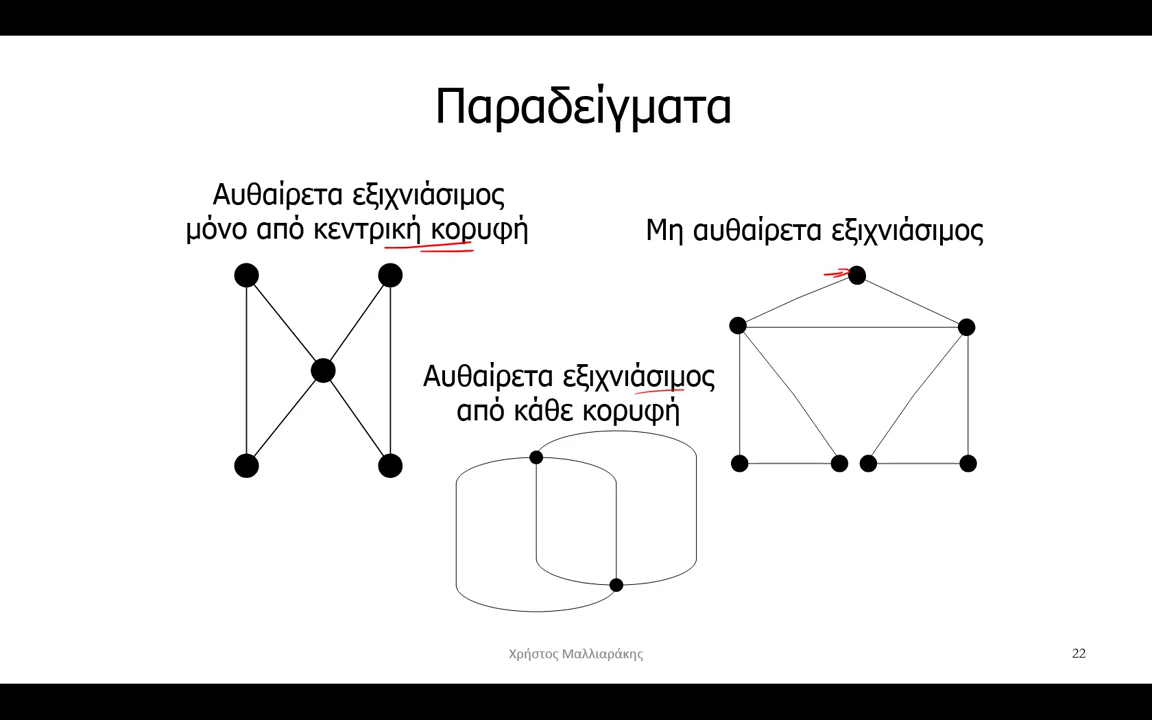 Παραδείγματα
Αυθαίρετα εξιχνιάσιμος
μόνο από κεντρική κορυφή
Μη αυθαίρετα εξιχνιάσιμος
Αυθαίρετα εξιχνιάσιμος
από κάθε κορυφή
Χρήστος Μαλλιαράκης
22